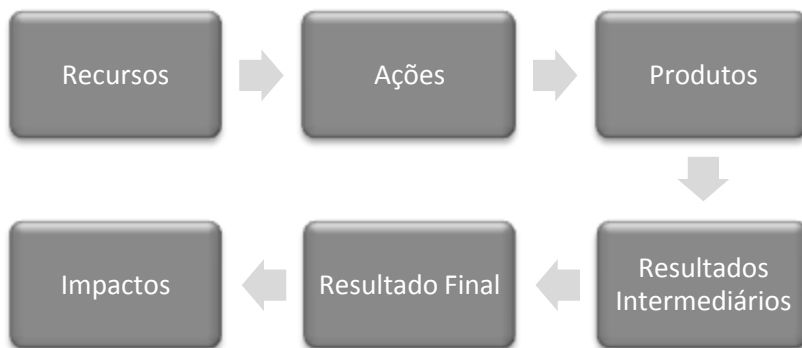 Recursos
Ações
Produtos
Resultados
Intermediários
Resultado Final
Impactos